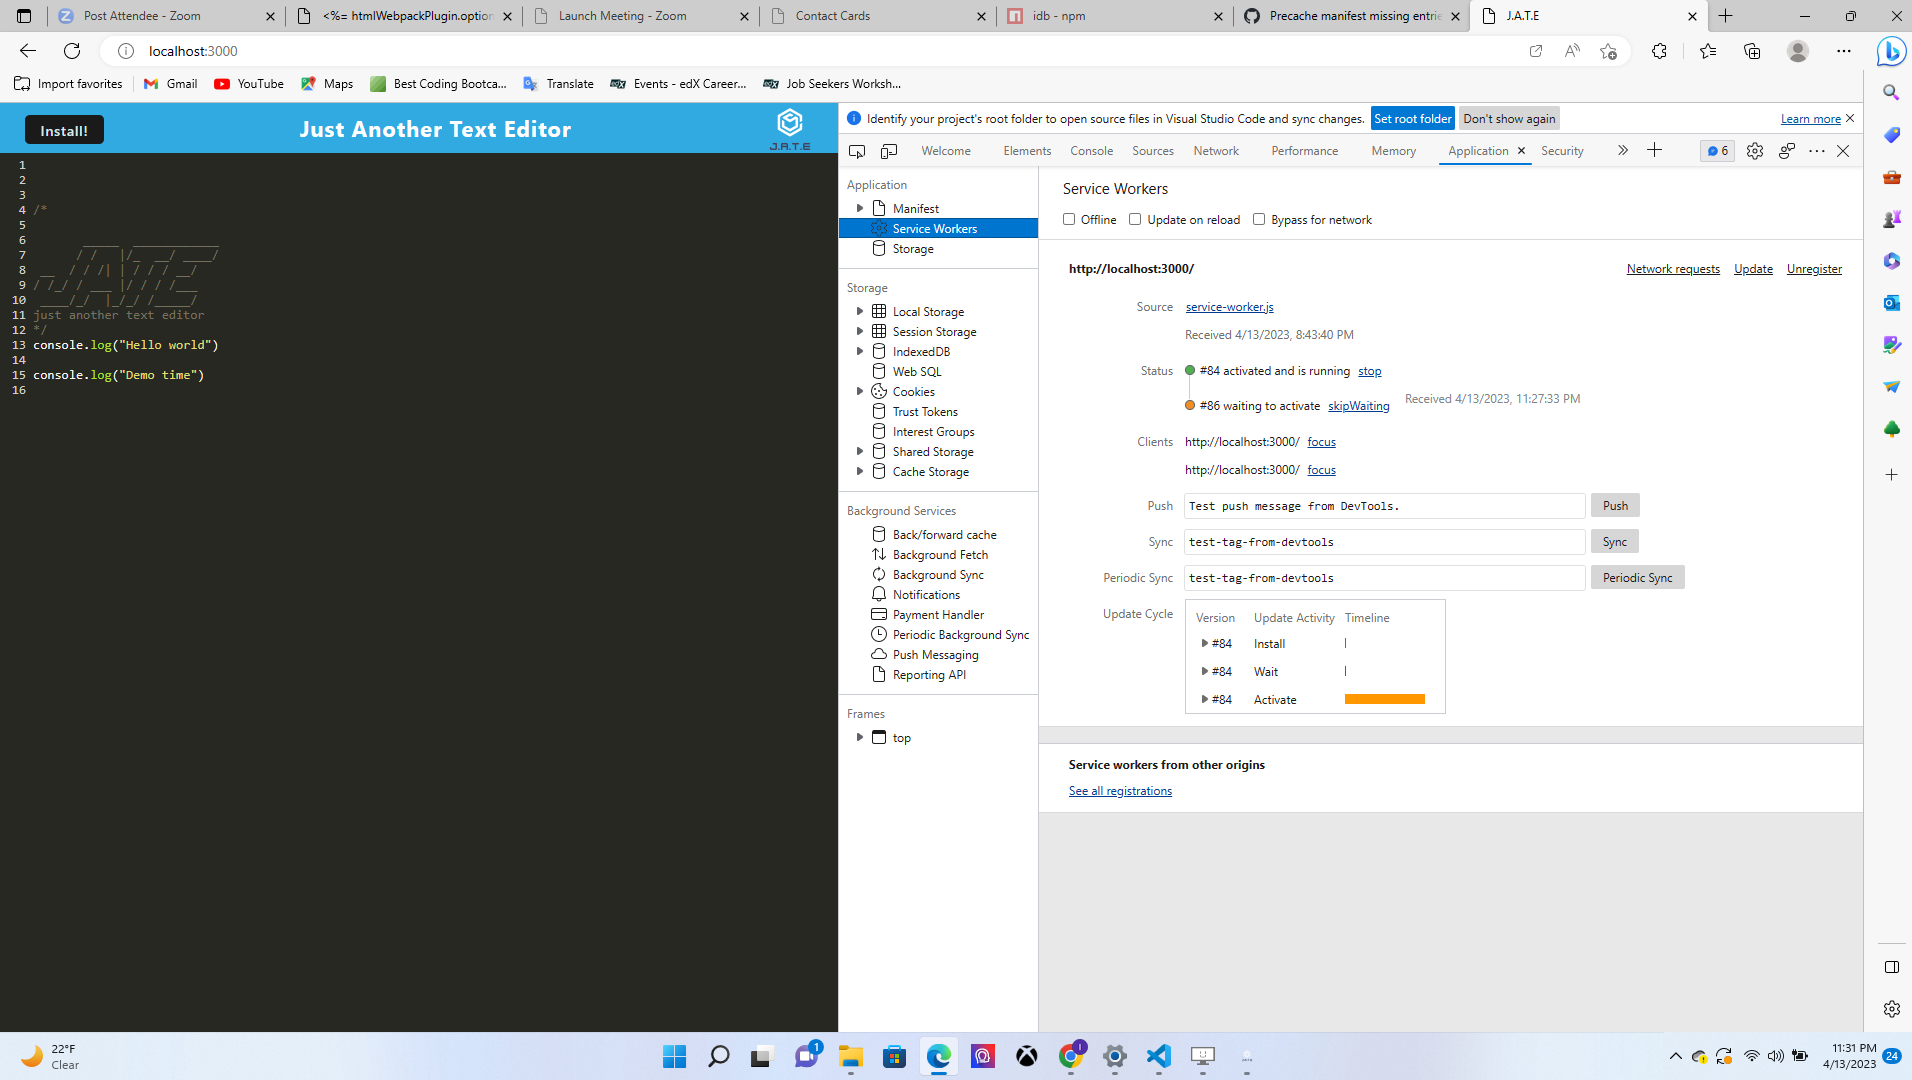 Post Attendee - Zoom
<%= htmlWebpackPlugin.option
Launch Meeting - Zoom
Contact Cards
idb - npm
Precache manifest missing entrie
J.A.T.E
localhost:3000
Import favorites
Gmail
YouTube
Maps
Best Coding Bootca...
Translate
Events - edX Career...
Job Seekers Worksh...
Install!
Just Another Text Editor
J.A.T.E
1
2
3
4 /*
5
6 _____ ____________
7 / / |/_ __/ ____/
8 __ / / /| | / / / __/
9 / /_/ / ___ |/ / / /___
10 ____/_/ |_/_/ /_____/
11 just another text editor
12 */
13 console.log("Hello world")
14
15 console.log("Demo time")
16
Identify your project's root folder to open source files in Visual Studio Code and sync changes.
Set root folder
Don't show again
Learn more
Welcome
Elements
Console
Sources
Network
Performance
Memory
Application
Security
6
Application
Manifest
Service Workers
Storage
Storage
Local Storage
Session Storage
IndexedDB
Web SQL
Cookies
Trust Tokens
Interest Groups
Shared Storage
Cache Storage
Background Services
Back/forward cache
Background Fetch
Background Sync
Notifications
Payment Handler
Periodic Background Sync
Push Messaging
Reporting API
Frames
top
Service Workers
Offline
Update on reload
Bypass for network
http://localhost:3000/
Network requests
Update
Unregister
Source service-worker.js
Received 4/13/2023, 8:43:40 PM
Status #84 activated and is running stop
#86 waiting to activate skipWaiting Received 4/13/2023, 11:27:33 PM
Clients http://localhost:3000/ focus
http://localhost:3000/ focus
Push Test push message from DevTools. Push
Sync test-tag-from-devtools Sync
Periodic Sync test-tag-from-devtools Periodic Sync
Update Cycle
Version Update Activity Timeline
#84 Install
#84 Wait
#84 Activate
Service workers from other origins
See all registrations
22°F
Clear
1
11:31 PM
4/13/2023
24